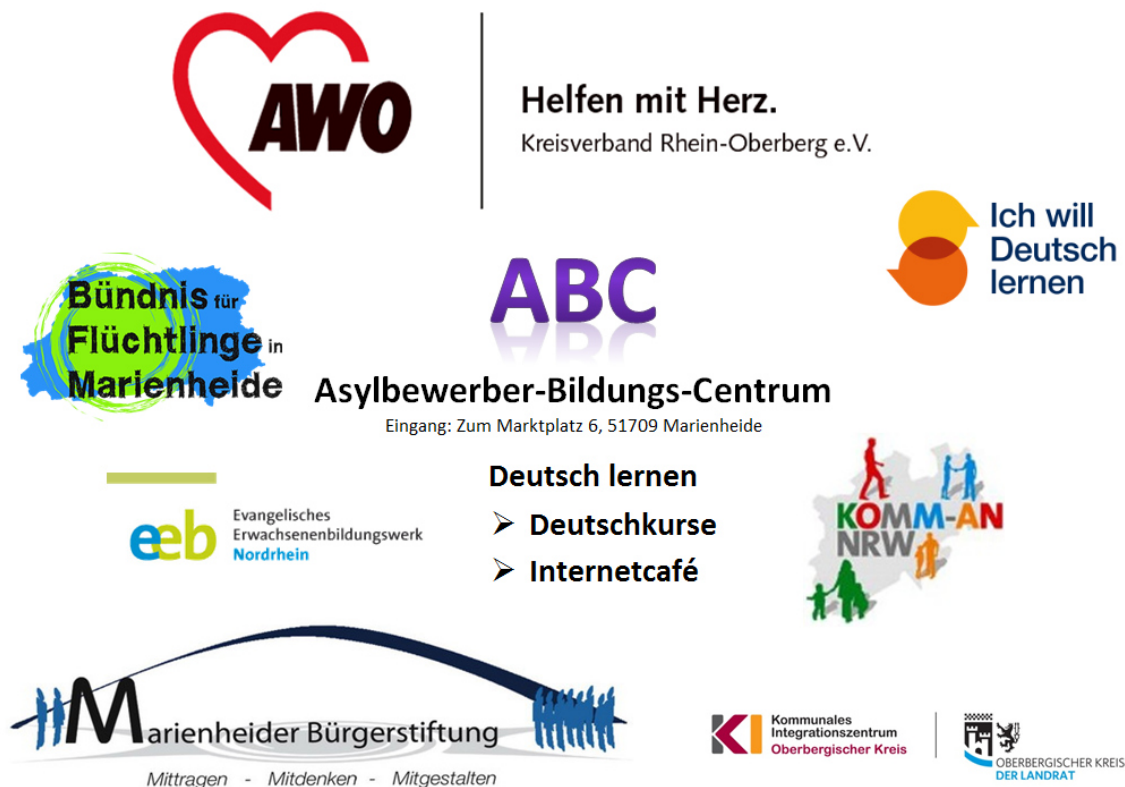 AWO
Helfen mit Herz.
Kreisverband Rhein-Oberberg e.V.
Ich will
Deutsch
lernen
Bündnis für
Flüchtlinge in
Marienheide
ABC
Asylbewerber-Bildungs-Centrum
Eingang: Zum Marktplatz 6, 51709 Marienheide
eeb
Evangelisches
Erwachsenenbildungswerk
Nordrhein
Deutsch lernen
➢ Deutschkurse
➢ Internetcafé
KOMM-AN
NRW
Marienheider Bürgerstiftung
Mittragen - Mitdenken - Mitgestalten
KI
Kommunales
Integrationszentrum
Oberbergischer Kreis
OBERBERGISCHER KREIS
DER LANDRAT